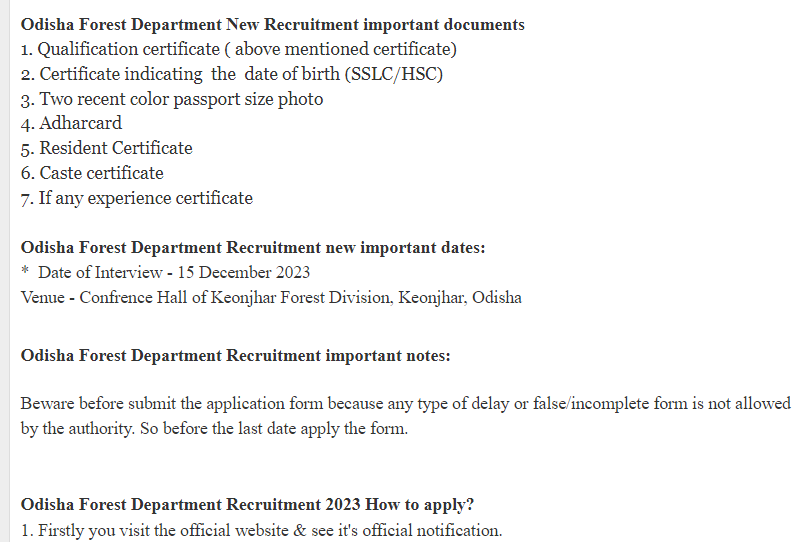 Odisha Forest Department New Recruitment important documents
1. Qualification certificate ( above mentioned certificate)
2. Certificate indicating  the  date of birth (SSLC/HSC)
3. Two recent color passport size photo
4. Adharcard
5. Resident Certificate
6. Caste certificate
7. If any experience certificate
Odisha Forest Department Recruitment new important dates:
*  Date of Interview - 15 December 2023
Venue - Confrence Hall of Keonjhar Forest Division, Keonjhar, Odisha
Odisha Forest Department Recruitment important notes:
Beware before submit the application form because any type of delay or false/incomplete form is not allowed
by the authority. So before the last date apply the form.
Odisha Forest Department Recruitment 2023 How to apply?
1. Firstly you visit the official website & see it's official notification.